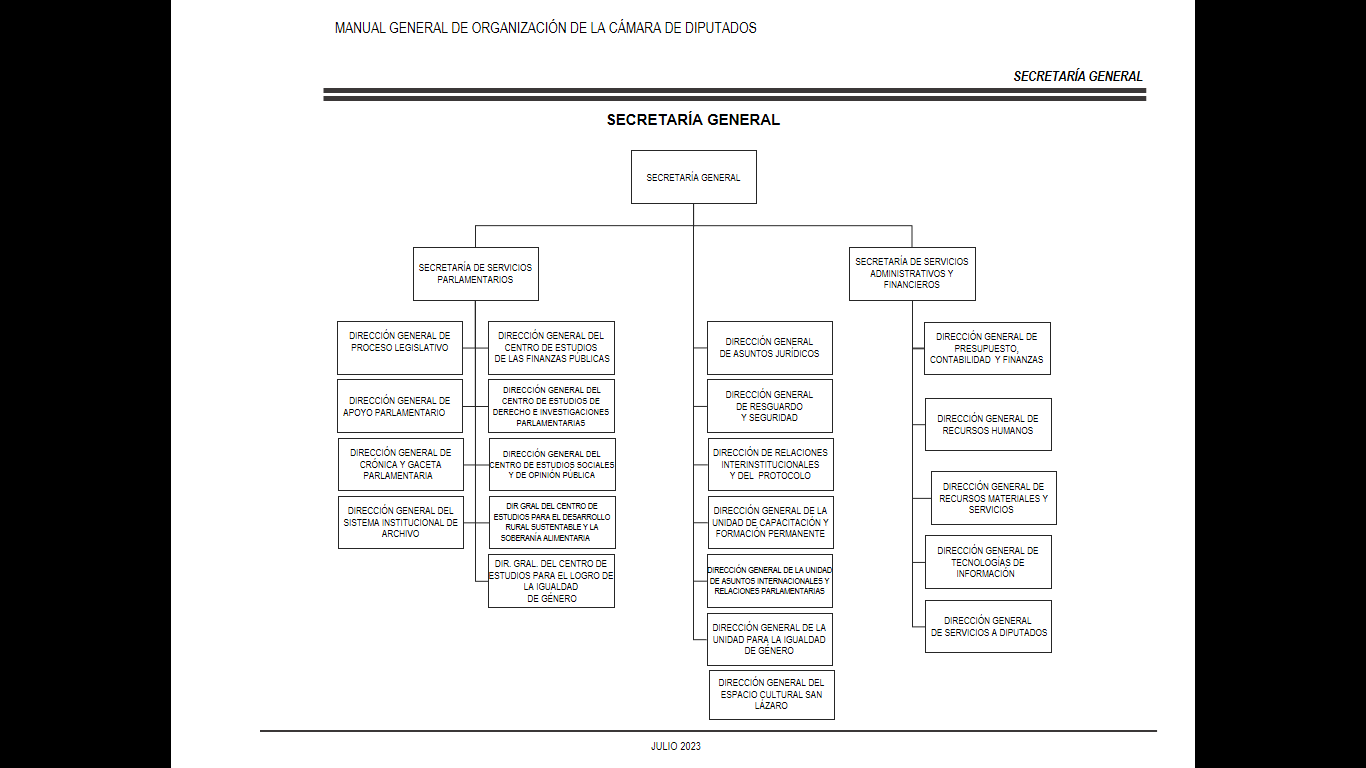 MANUAL GENERAL DE ORGANIZACIÓN DE LA CÁMARA DE DIPUTADOS
SECRETARÍA GENERAL
SECRETARÍA GENERAL
SECRETARÍA GENERAL
SECRETARÍA DE SERVICIOS
PARLAMENTARIOS
SECRETARÍA DE SERVICIOS
ADMINISTRATIVOS Y
FINANCIEROS
DIRECCIÓN GENERAL DE
PROCESO LEGISLATIVO
DIRECCIÓN GENERAL DE
APOYO PARLAMENTARIO
DIRECCIÓN GENERAL DE
CRÓNICA Y GACETA
PARLAMENTARIA
DIRECCIÓN GENERAL DEL
SISTEMA INSTITUCIONAL DE
ARCHIVO
DIRECCIÓN GENERAL DEL
CENTRO DE ESTUDIOS
DE LAS FINANZAS PÚBLICAS
DIRECCIÓN GENERAL DEL
CENTRO DE ESTUDIOS DE
DERECHO E INVESTIGACIONES
PARLAMENTARIAS
DIRECCIÓN GENERAL DEL
CENTRO DE ESTUDIOS SOCIALES
Y DE OPINIÓN PÚBLICA
DIR GRAL DEL CENTRO DE
ESTUDIOS PARA EL DESARROLLO
RURAL SUSTENTABLE Y LA
SOBERANÍA ALIMENTARIA
DIR. GRAL. DEL CENTRO DE
ESTUDIOS PARA EL LOGRO DE
LA IGUALDAD
DE GÉNERO
DIRECCIÓN GENERAL
DE ASUNTOS JURÍDICOS
DIRECCIÓN GENERAL
DE RESGUARDO
Y SEGURIDAD
DIRECCIÓN DE RELACIONES
INTERINSTITUCIONALES
Y DEL PROTOCOLO
DIRECCIÓN GENERAL DE LA
UNIDAD DE CAPACITACIÓN Y
FORMACIÓN PERMANENTE
DIRECCIÓN GENERAL DE LA UNIDAD
DE ASUNTOS INTERNACIONALES Y
RELACIONES PARLAMENTARIAS
DIRECCIÓN GENERAL DE LA
UNIDAD PARA LA IGUALDAD
DE GÉNERO
DIRECCIÓN GENERAL DEL
ESPACIO CULTURAL SAN
LÁZARO
DIRECCIÓN GENERAL DE
PRESUPUESTO,
CONTABILIDAD Y FINANZAS
DIRECCIÓN GENERAL DE
RECURSOS HUMANOS
DIRECCIÓN GENERAL DE
RECURSOS MATERIALES Y
SERVICIOS
DIRECCIÓN GENERAL DE
TECNOLOGÍAS DE
INFORMACIÓN
DIRECCIÓN GENERAL
DE SERVICIOS A DIPUTADOS
JULIO 2023